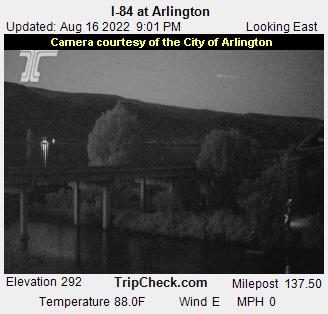 I-84 at Arlington
Updated: Aug 16 2022 9:01 PM Looking East
Camera courtesy of the City of Arlington
Elevation 292 TripCheck.com Milepost 137.50
Temperature 88.0F Wind E MPH 0